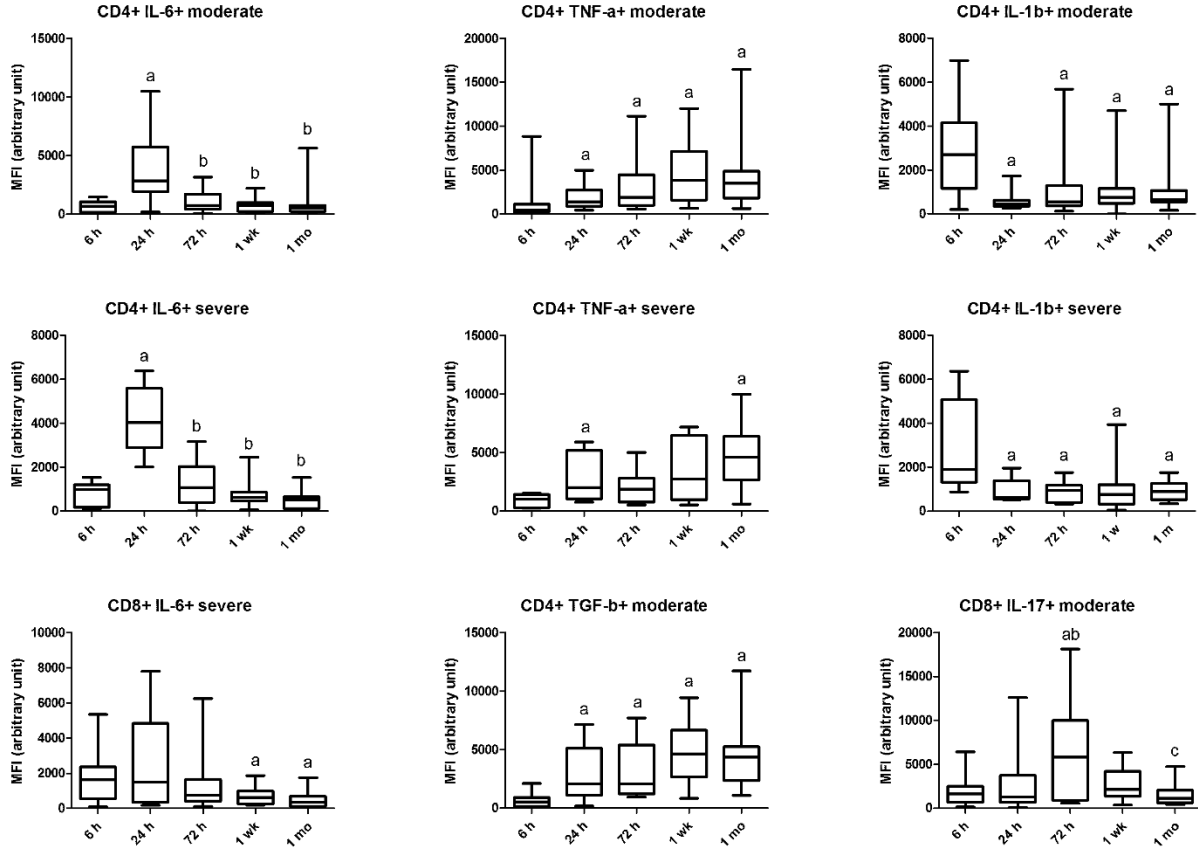 CD4+ IL-6+ moderate
MFI (arbitrary unit)
15000
10000
5000
0
a
b
b
b
6 h
24 h
72 h
1 wk
1 mo
CD4+ TNF-a+ moderate
MFI (arbitrary unit)
20000
15000
10000
5000
0
a
a
a
a
6 h
24 h
72 h
1 wk
1 mo
CD4+ IL-1b+ moderate
MFI (arbitrary unit)
8000
6000
4000
2000
0
a
a
a
a
6 h
24 h
72 h
1 wk
1 mo
CD4+ IL-6+ severe
MFI (arbitrary unit)
8000
6000
4000
2000
0
a
b
b
b
6 h
24 h
72 h
1 wk
1 mo
CD4+ TNF-a+ severe
MFI (arbitrary unit)
15000
10000
5000
0
a
a
6 h
24 h
72 h
1 wk
1 mo
CD4+ IL-1b+ severe
MFI (arbitrary unit)
8000
6000
4000
2000
0
a
a
a
a
6 h
24 h
72 h
1 w
1 m
CD8+ IL-6+ severe
MFI (arbitrary unit)
10000
8000
6000
4000
2000
0
a
a
6 h
24 h
72 h
1 wk
1 mo
CD4+ TGF-b+ moderate
MFI (arbitrary unit)
15000
10000
5000
0
a
a
a
a
6 h
24 h
72 h
1 wk
1 mo
CD8+ IL-17+ moderate
MFI (arbitrary unit)
20000
15000
10000
5000
0
ab
c
6 h
24 h
72 h
1 wk
1 mo